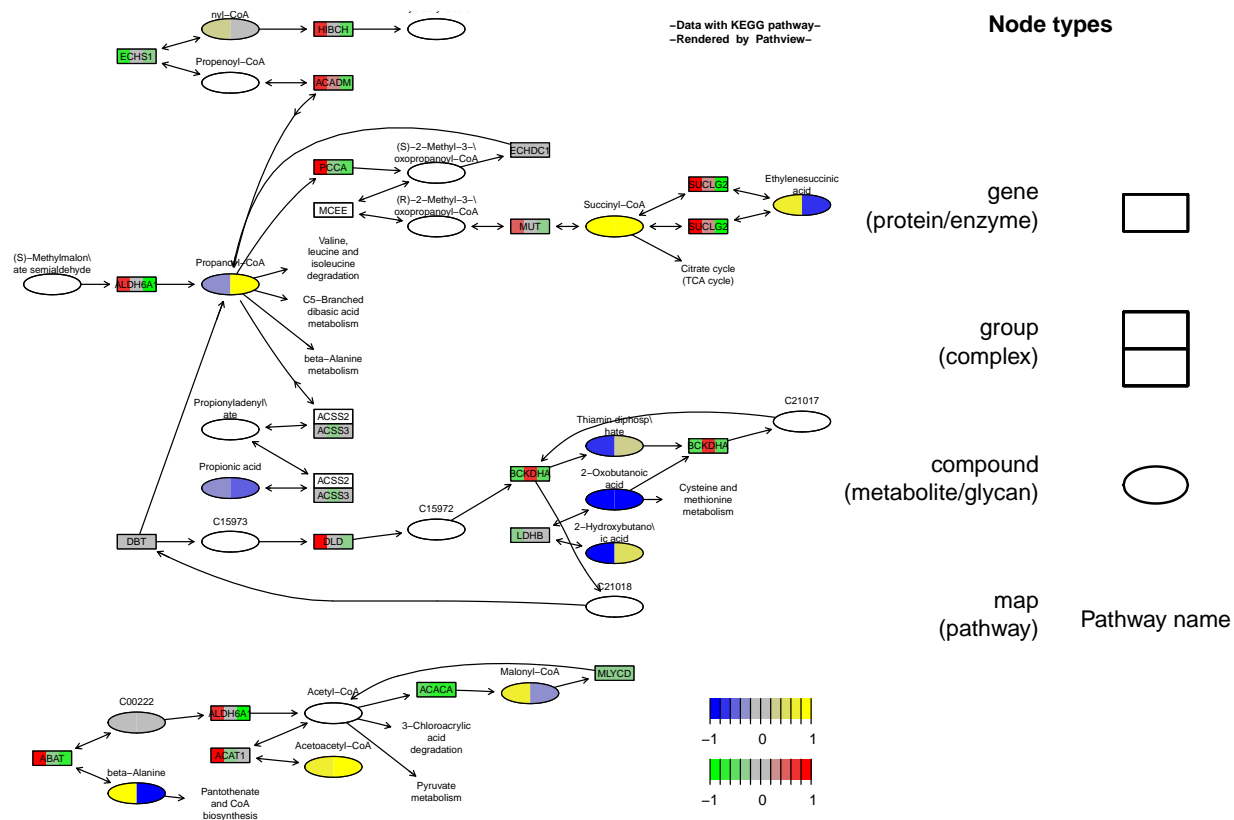 nyl−CoA
HIBCH
−Data with KEGG pathway−
−Rendered by Pathview−
Node types
ECHS1
Propenoyl−CoA
ACADM
(S)−2−Methyl−3−\
oxopropanoyl−CoA
ECHDC1
PCCA
gene
(protein/enzyme)
SUCLG2
Ethylenesuccinic
acid
MCEE
(R)−2−Methyl−3−\
oxopropanoyl−CoA
Succinyl−CoA
MUT
SUCLG2
Valine,
leucine and
isoleucine
degradation
Citrate cycle
(TCA cycle)
(S)−Methylmalon\
ate semialdehyde
ALDH6A1
Propanoyl−CoA
C5−Branched
dibasic acid
metabolism
group
(complex)
beta−Alanine
metabolism
Propionyladenyl\
ate
ACSS2
ACSS3
Thiamin diphosp\
hate
C21017
BCKDHA
Propionic acid
ACSS2
ACSS3
BCKDHA
2−Oxobutanoic
acid
Cysteine and
methionine
metabolism
compound
(metabolite/glycan)
C15973
C15972
DBT
DLD
LDHB
2−Hydroxybutano\
ic acid
C21018
map
(pathway)
Pathway name
C00222
ALDH6A1
Acetyl−CoA
ACACA
Malonyl−CoA
MLYCD
3−Chloroacrylic
acid
degradation
ABAT
ACAT1
Acetoacetyl−CoA
beta−Alanine
Pantothenate
and CoA
biosynthesis
Pyruvate
metabolism
−1 0 1
−1 0 1